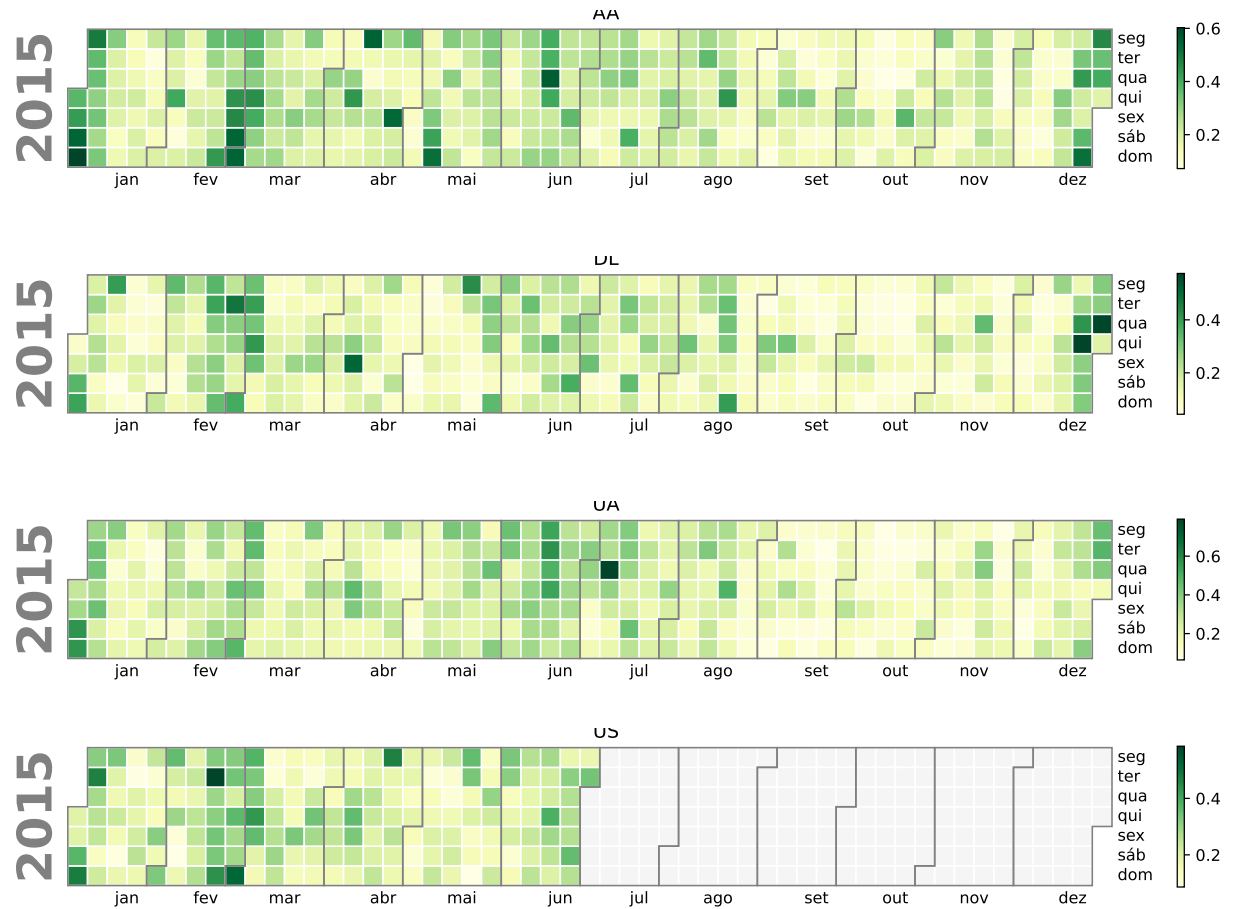 AA
2015
seg
ter
qua
qui
sex
sáb
dom
jan fev mar abr mai jun jul ago set out nov dez
0.6
0.4
0.2
DL
2015
seg
ter
qua
qui
sex
sáb
dom
jan fev mar abr mai jun jul ago set out nov dez
0.4
0.2
UA
2015
seg
ter
qua
qui
sex
sáb
dom
jan fev mar abr mai jun jul ago set out nov dez
0.6
0.4
0.2
US
2015
seg
ter
qua
qui
sex
sáb
dom
jan fev mar abr mai jun jul ago set out nov dez
0.4
0.2